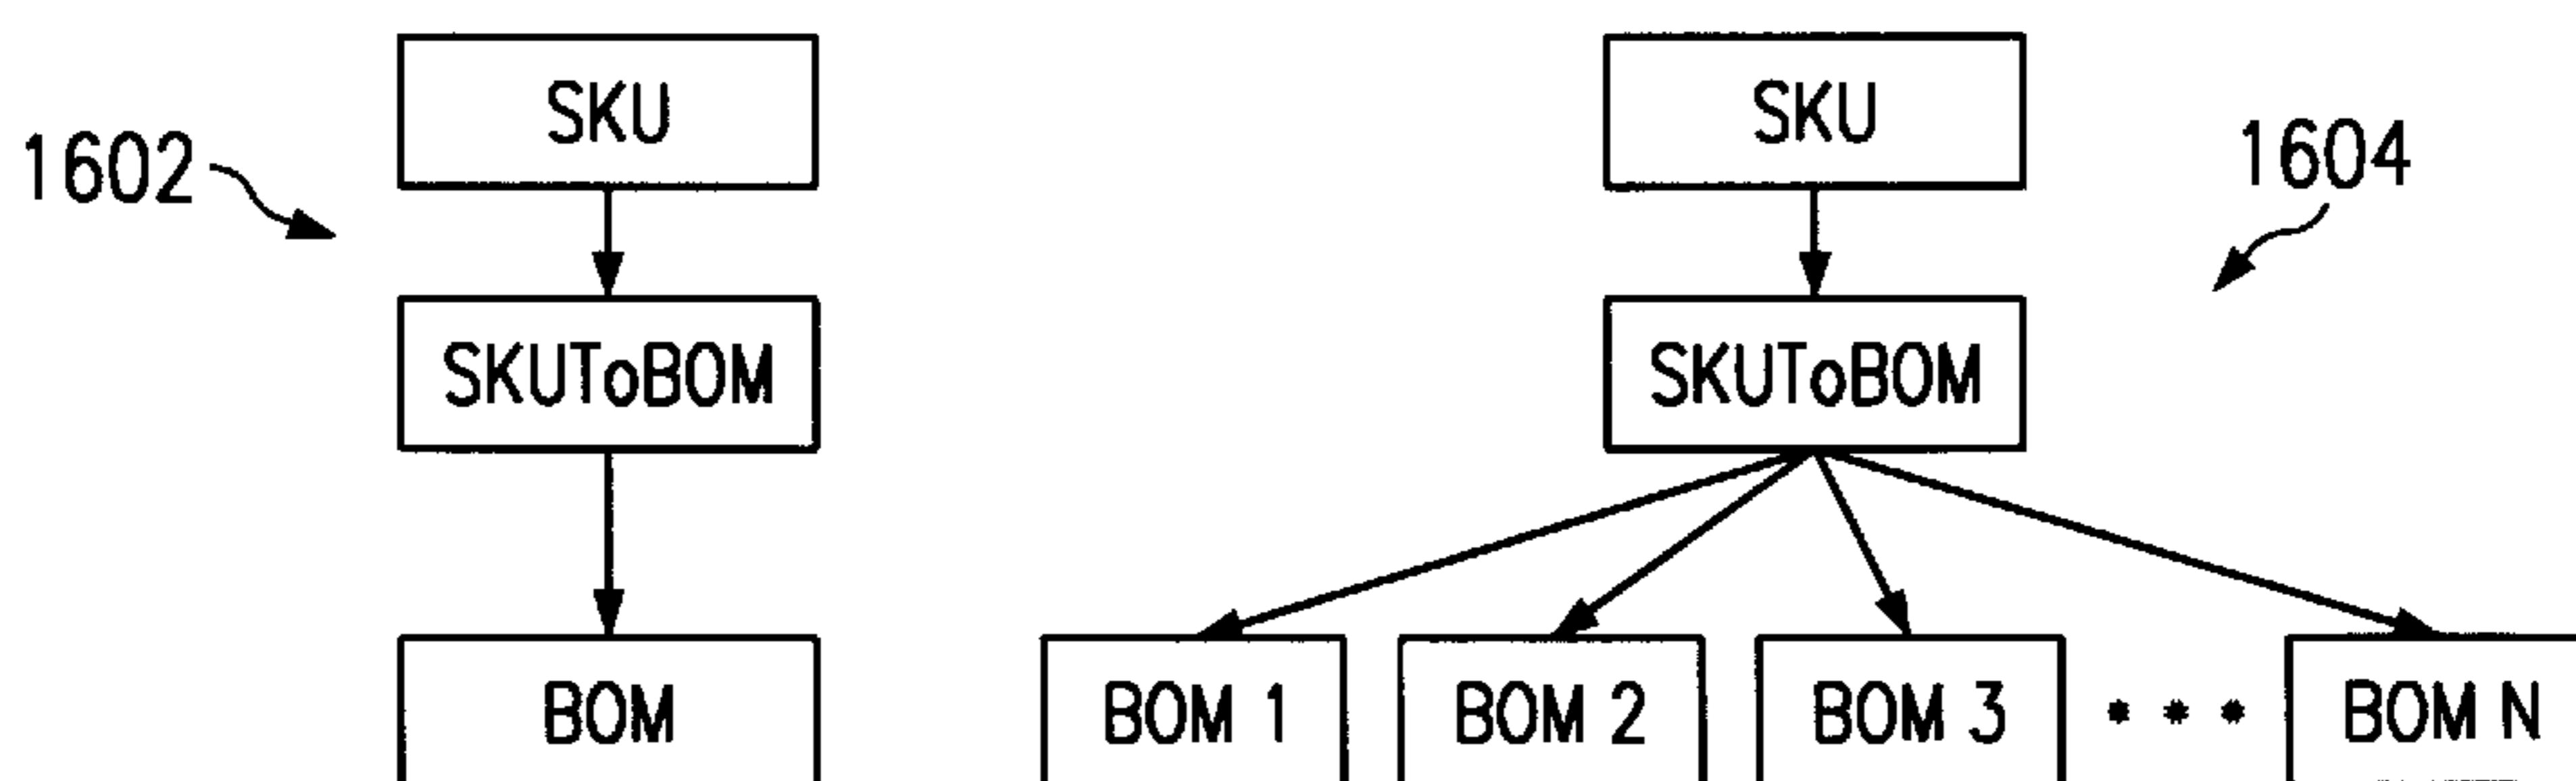 SKU
SKU
1602
1604
SKUToBOM
SKUToBOM
BOM
BOM 1
BOM 2
BOM 3
• • •
BOM N